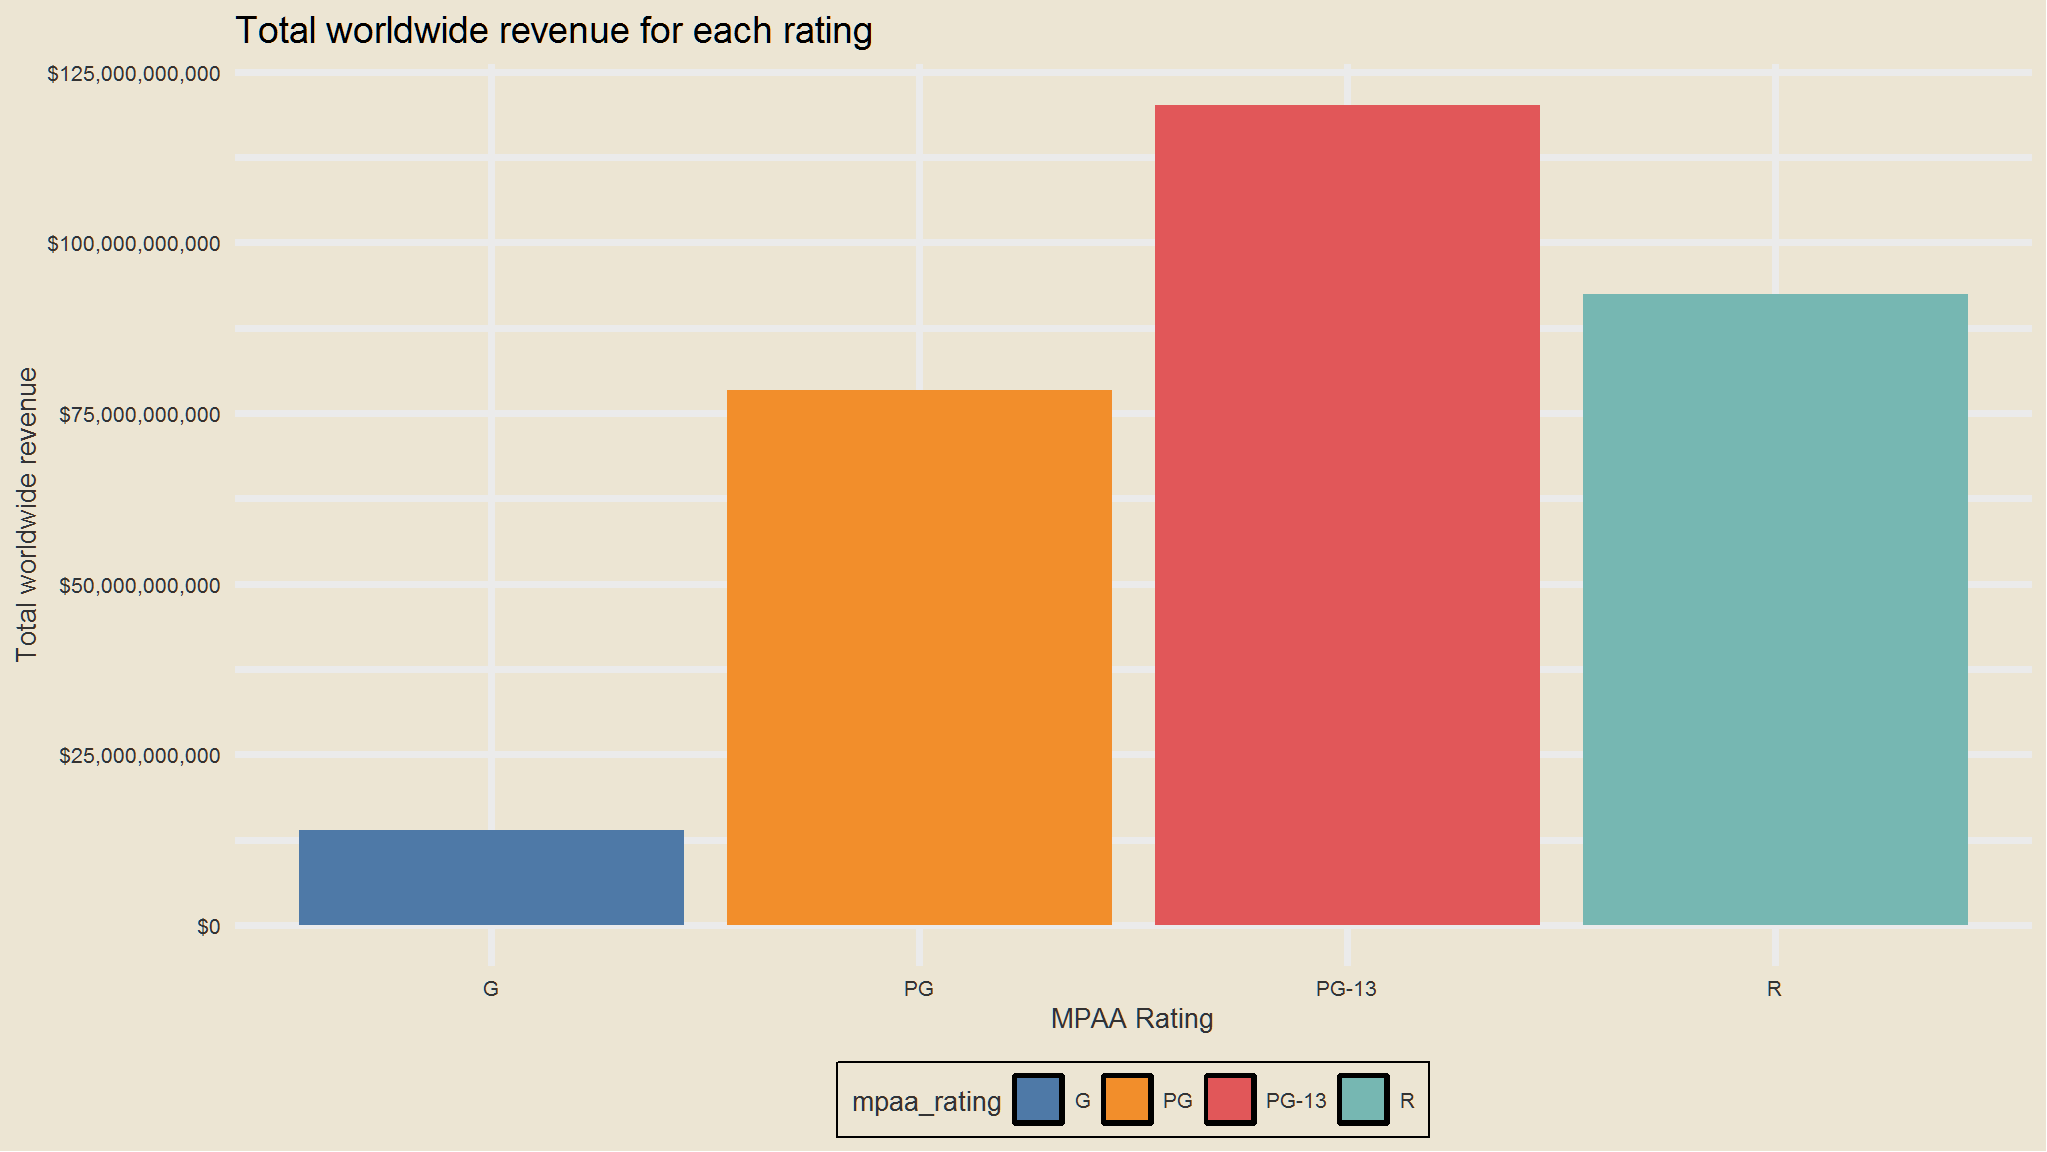 Total worldwide revenue for each rating
$125,000,000,000
$100,000,000,000
$75,000,000,000
$50,000,000,000
$25,000,000,000
$0
Total worldwide revenue
G PG PG-13 R
MPAA Rating
mpaa_rating G PG PG-13 R